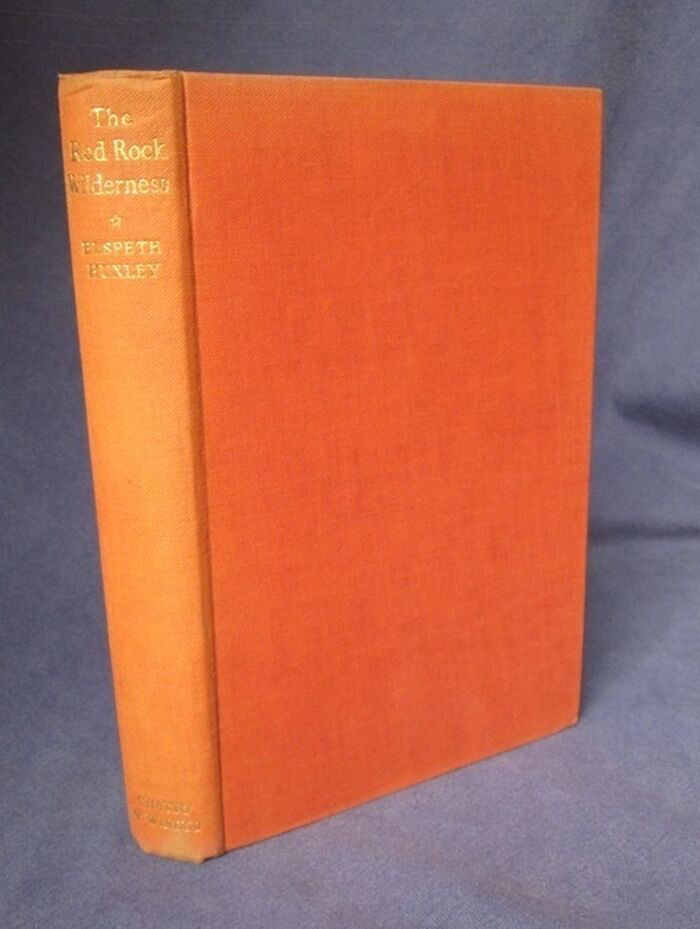 The
Red Rock
Wilderness
ELSPETH
HUXLEY
CHATTO
& WINDUS